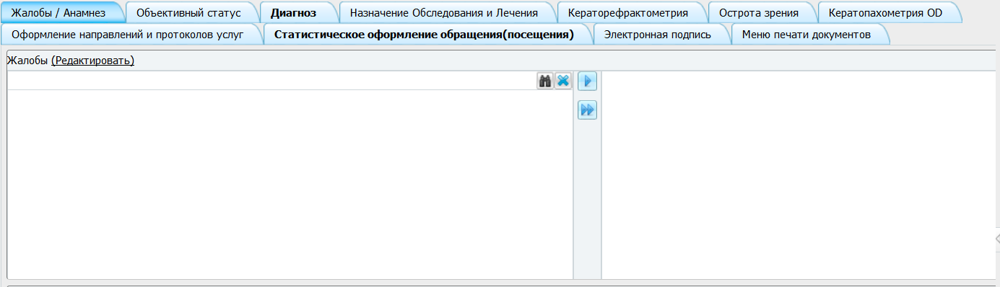 Жалобы / Анамнез Объективный статус Диагноз Назначение Обследования и Лечения Кераторефрактометрия Острота зрения Кератопахометрия OD
Оформление направлений и протоколов услуг Статистическое оформление обращения(посещения) Электронная подпись Меню печати документов
Жалобы (Редактировать)